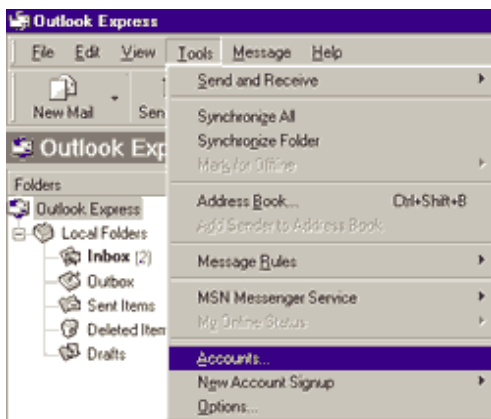 Outlook Express
File Edit View Tools Message Help
New Mail Sen
Send and Receive
Synchronize All
Synchronize Folder
Mark for Offline
Outlook Exp
Folders
Address Book... Ctrl+Shift+B
Outlook Express
Add Sender to Address Book
Local Folders
Inbox (2)
Message Rules
Outbox
Sent Items
MSN Messenger Service
Deleted Item
My Online Status
Drafts
Accounts...
New Account Signup
Options...